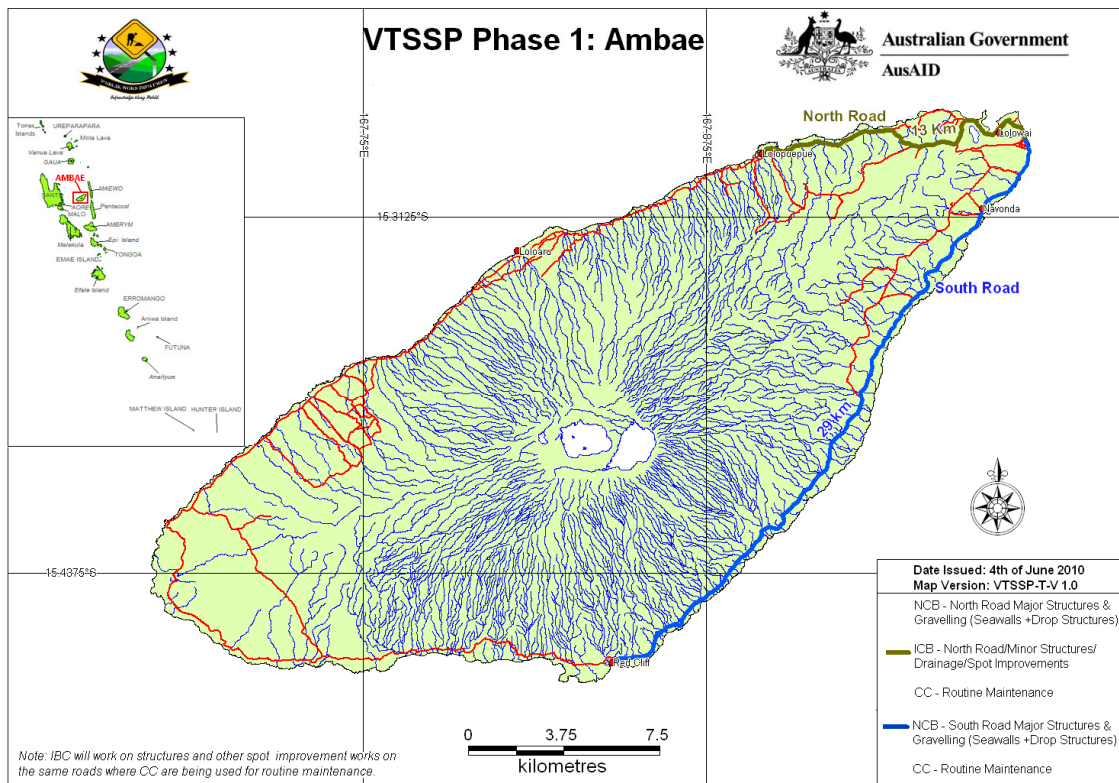 VTSSP Phase 1: Ambae
PUBLIC WORKS DEPARTMENT
Australian Government
AusAID
Torres
Islands
UREPARAPARA
Mota Lava
Vanua Lava
GAUA
AMBAE
MAEWO
SANTO
AORE
MALO
Pentecost
AMBRYM
Malakula
Epi Island
TONGOA
EMAE ISLAND
Efate Island
ERROMANGO
Aniwa Island
FUTUNA
Aneityum
MATTHEW ISLAND
HUNTER ISLAND
167.75°E
167.875°E
North Road
13 Km
Lolowai
Lolopuepue
15.3125°S
Navonda
South Road
29 km
15.4375°S
Red Cliff
0 3.75 7.5
kilometres
Note: IBC will work on structures and other spot improvement works on
the same roads where CC are being used for routine maintenance.
Date Issued: 4th of June 2010
Map Version: VTSSP-T-V 1.0
NCB - North Road Major Structures &
Gravelling (Seawalls +Drop Structures)
ICB - North Road/Minor Structures/
Drainage/Spot Improvements
CC - Routine Maintenance
NCB - South Road Major Structures &
Gravelling (Seawalls +Drop Structures)
CC - Routine Maintenance